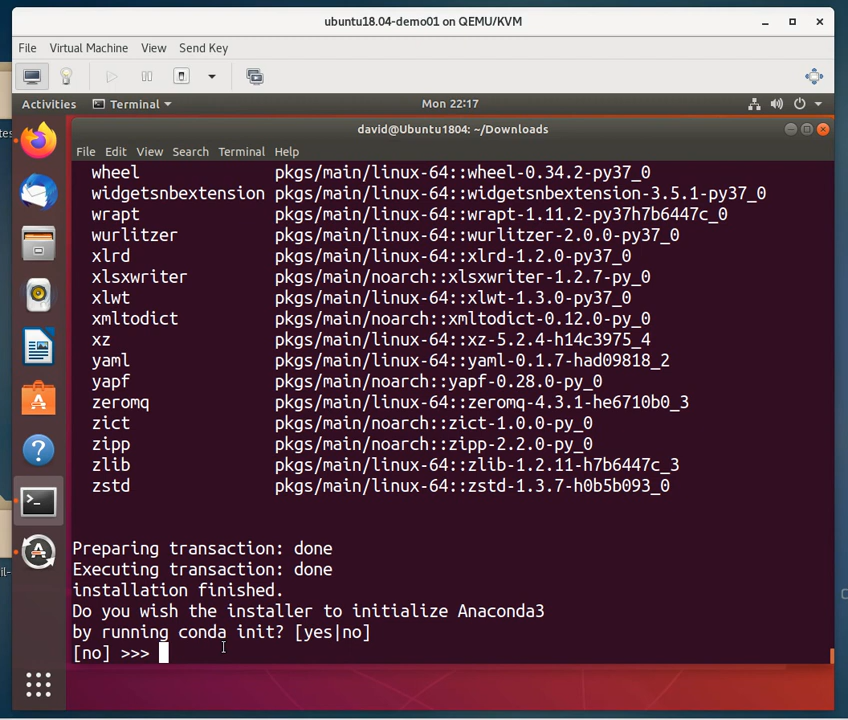 ubuntu18.04-demo01 on QEMU/KVM
File Virtual Machine View Send Key
Activities Terminal Mon 22:17
david@Ubuntu1804: ~/Downloads
File Edit View Search Terminal Help
wheel pkgs/main/linux-64::wheel-0.34.2-py37_0
widgetsnbextension pkgs/main/linux-64::widgetsnbextension-3.5.1-py37_0
wrapt pkgs/main/linux-64::wrapt-1.11.2-py37h7b6447c_0
wurlitzer pkgs/main/linux-64::wurlitzer-2.0.0-py37_0
xlrd pkgs/main/linux-64::xlrd-1.2.0-py37_0
xlsxwriter pkgs/main/noarch::xlsxwriter-1.2.7-py_0
xlwt pkgs/main/linux-64::xlwt-1.3.0-py37_0
xmltodict pkgs/main/noarch::xmltodict-0.12.0-py_0
xz pkgs/main/linux-64::xz-5.2.4-h14c3975_4
yaml pkgs/main/linux-64::yaml-0.1.7-had09818_2
yapf pkgs/main/noarch::yapf-0.28.0-py_0
zeromq pkgs/main/linux-64::zeromq-4.3.1-he6710b0_3
zict pkgs/main/noarch::zict-1.0.0-py_0
zipp pkgs/main/noarch::zipp-2.2.0-py_0
zlib pkgs/main/linux-64::zlib-1.2.11-h7b6447c_3
zstd pkgs/main/linux-64::zstd-1.3.7-h0b5b093_0
Preparing transaction: done
Executing transaction: done
installation finished.
Do you wish the installer to initialize Anaconda3
by running conda init? [yes|no]
[no] >>>